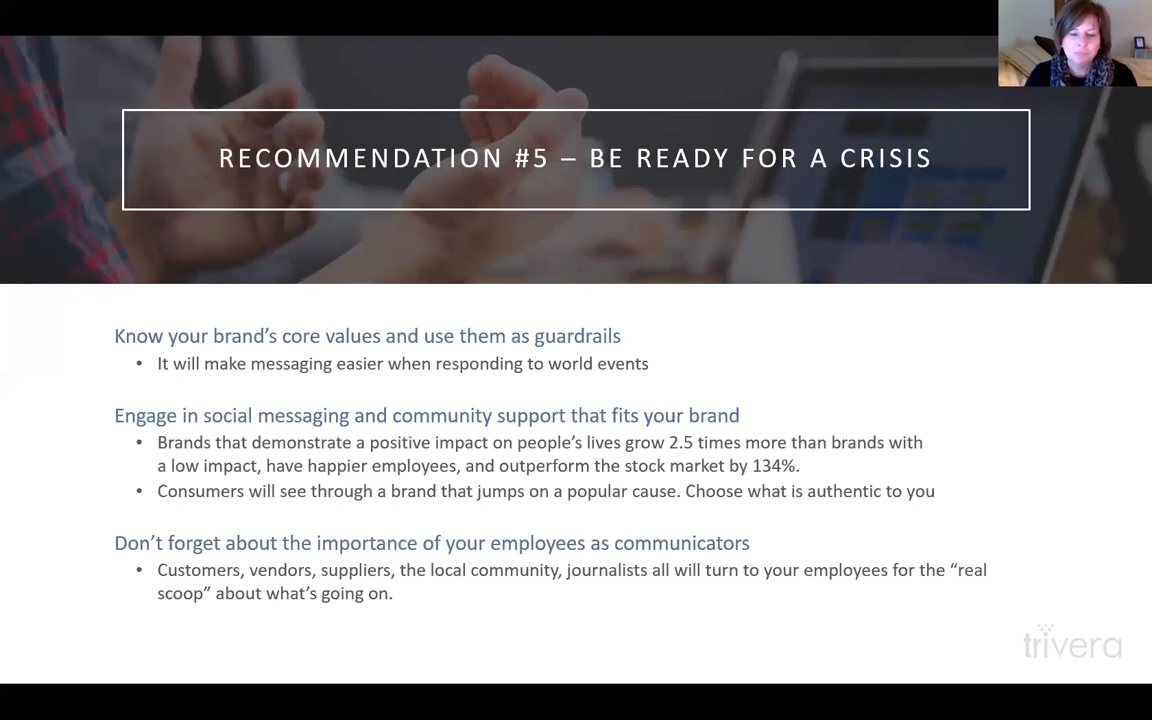 RECOMMENDATION #5 – BE READY FOR A CRISIS
Know your brand’s core values and use them as guardrails
• It will make messaging easier when responding to world events
Engage in social messaging and community support that fits your brand
• Brands that demonstrate a positive impact on people’s lives grow 2.5 times more than brands with
a low impact, have happier employees, and outperform the stock market by 134%.
• Consumers will see through a brand that jumps on a popular cause. Choose what is authentic to you
Don’t forget about the importance of your employees as communicators
• Customers, vendors, suppliers, the local community, journalists all will turn to your employees for the “real
scoop” about what’s going on.
trivera